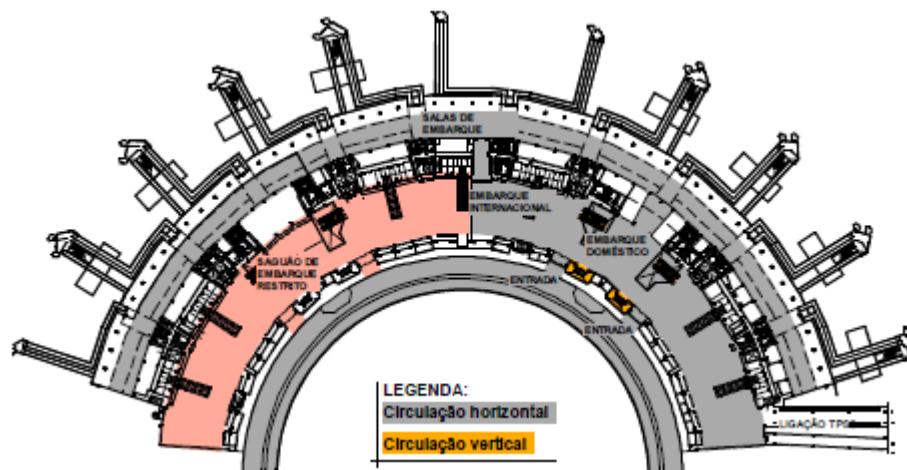 SALAS DE
EMBARQUE
EMBARQUE
INTERNACIONAL
EMBARQUE
DOMÉSTICO
SAGUÃO DE
EMBARQUE
RESTRITO
ENTRADA
ENTRADA
LEGENDA:
Circulação horizontal
Circulação vertical
LIGAÇÃO